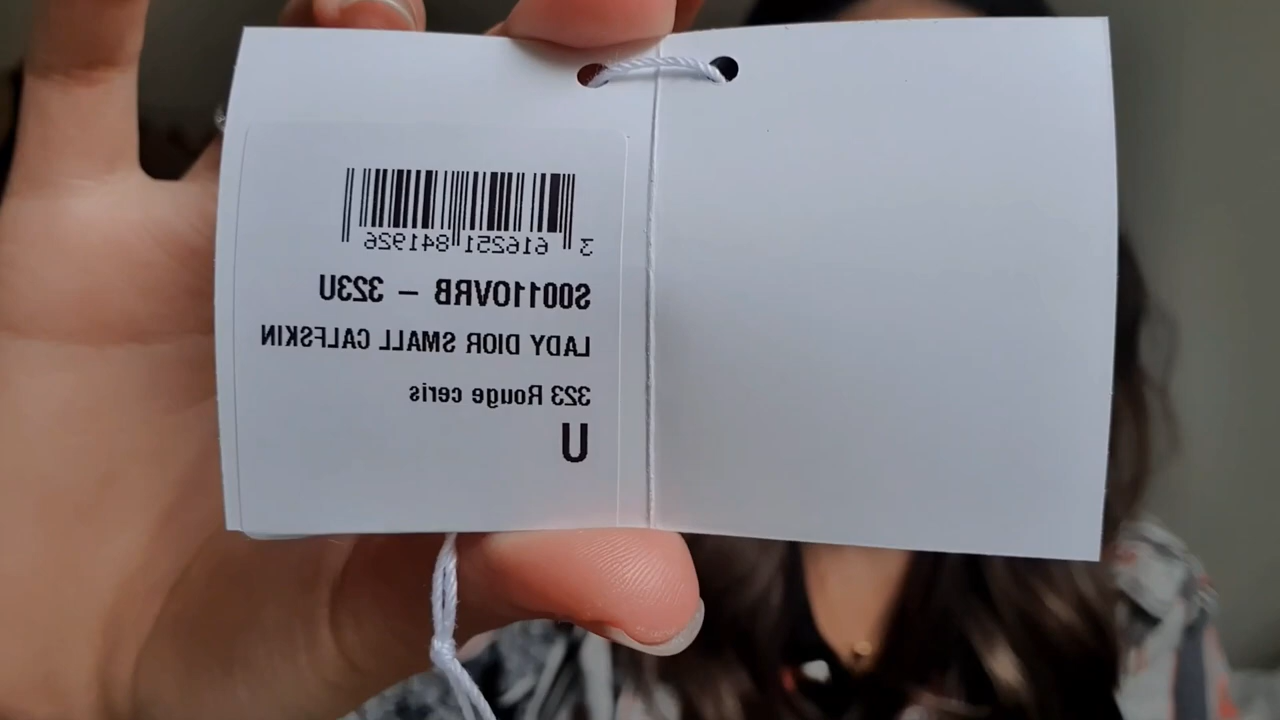 3 616251 841926
S0011OVRB – 323U
LADY DIOR SMALL CALFSKIN
323 Rouge ceris
U